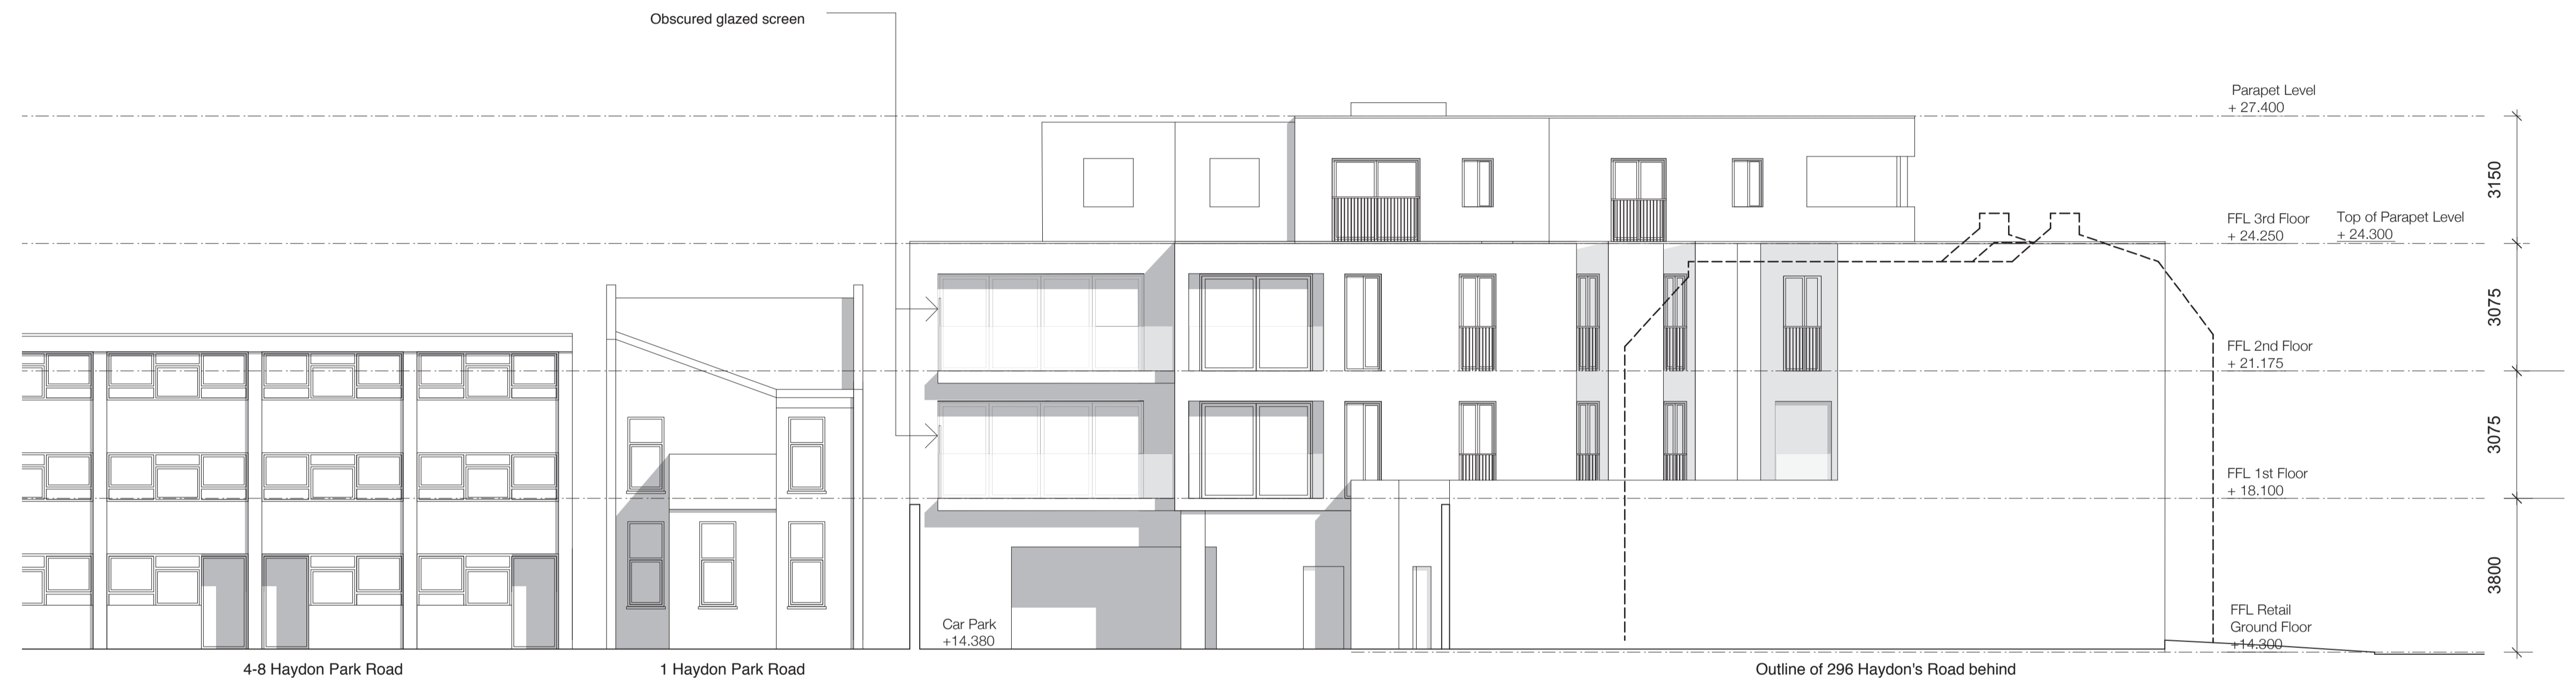 Obscured glazed screen
Parapet Level
+ 27.400
3150
FFL 3rd Floor
+ 24.250
Top of Parapet Level
+ 24.300
3075
FFL 2nd Floor
+ 21.175
3075
FFL 1st Floor
+ 18.100
3800
FFL Retail
Ground Floor
+14.300
Car Park
+14.380
4-8 Haydon Park Road
1 Haydon Park Road
Outline of 296 Haydon's Road behind